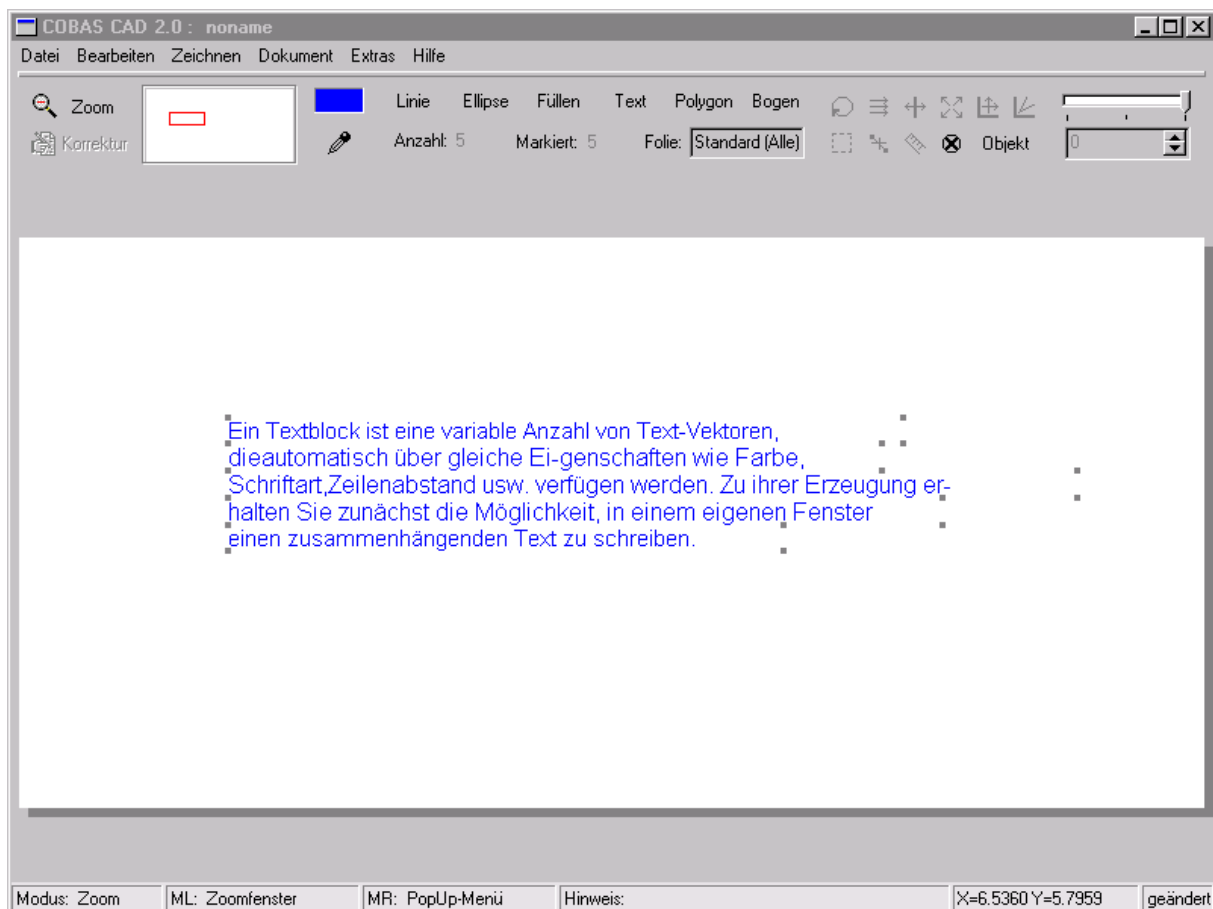 COBAS CAD 2.0 : noname
Datei Bearbeiten Zeichnen Dokument Extras Hilfe
Zoom Linie Ellipse Füllen Text Polygon Bogen
Korrektur Anzahl: 5 Markiert: 5 Folie: Standard (Alle) Objekt 0
Ein Textblock ist eine variable Anzahl von Text-Vektoren,
dieautomatisch über gleiche Ei-genschaften wie Farbe,
Schriftart,Zeilenabstand usw. verfügen werden. Zu ihrer Erzeugung er-
halten Sie zunächst die Möglichkeit, in einem eigenen Fenster
einen zusammenhängenden Text zu schreiben.
Modus: Zoom ML: Zoomfenster MR: PopUp-Menü Hinweis: X=6.5360 Y=5.7959 geändert